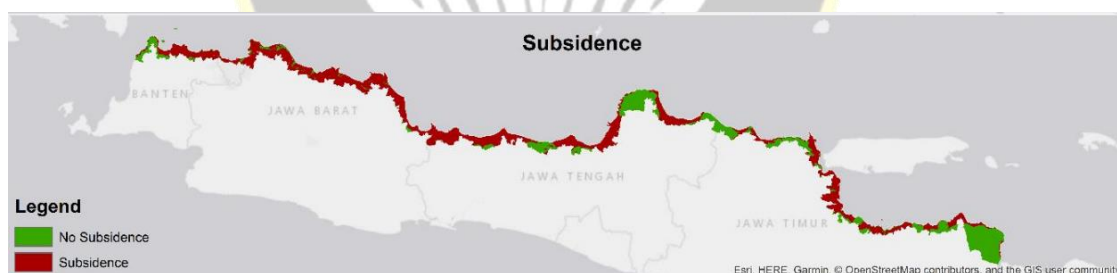 Subsidence
BANTEN
JAWA BARAT
JAWA TENGAH
JAWA TIMUR
Legend
No Subsidence
Subsidence
Esri, HERE, Garmin, © OpenStreetMap contributors, and the GIS user community